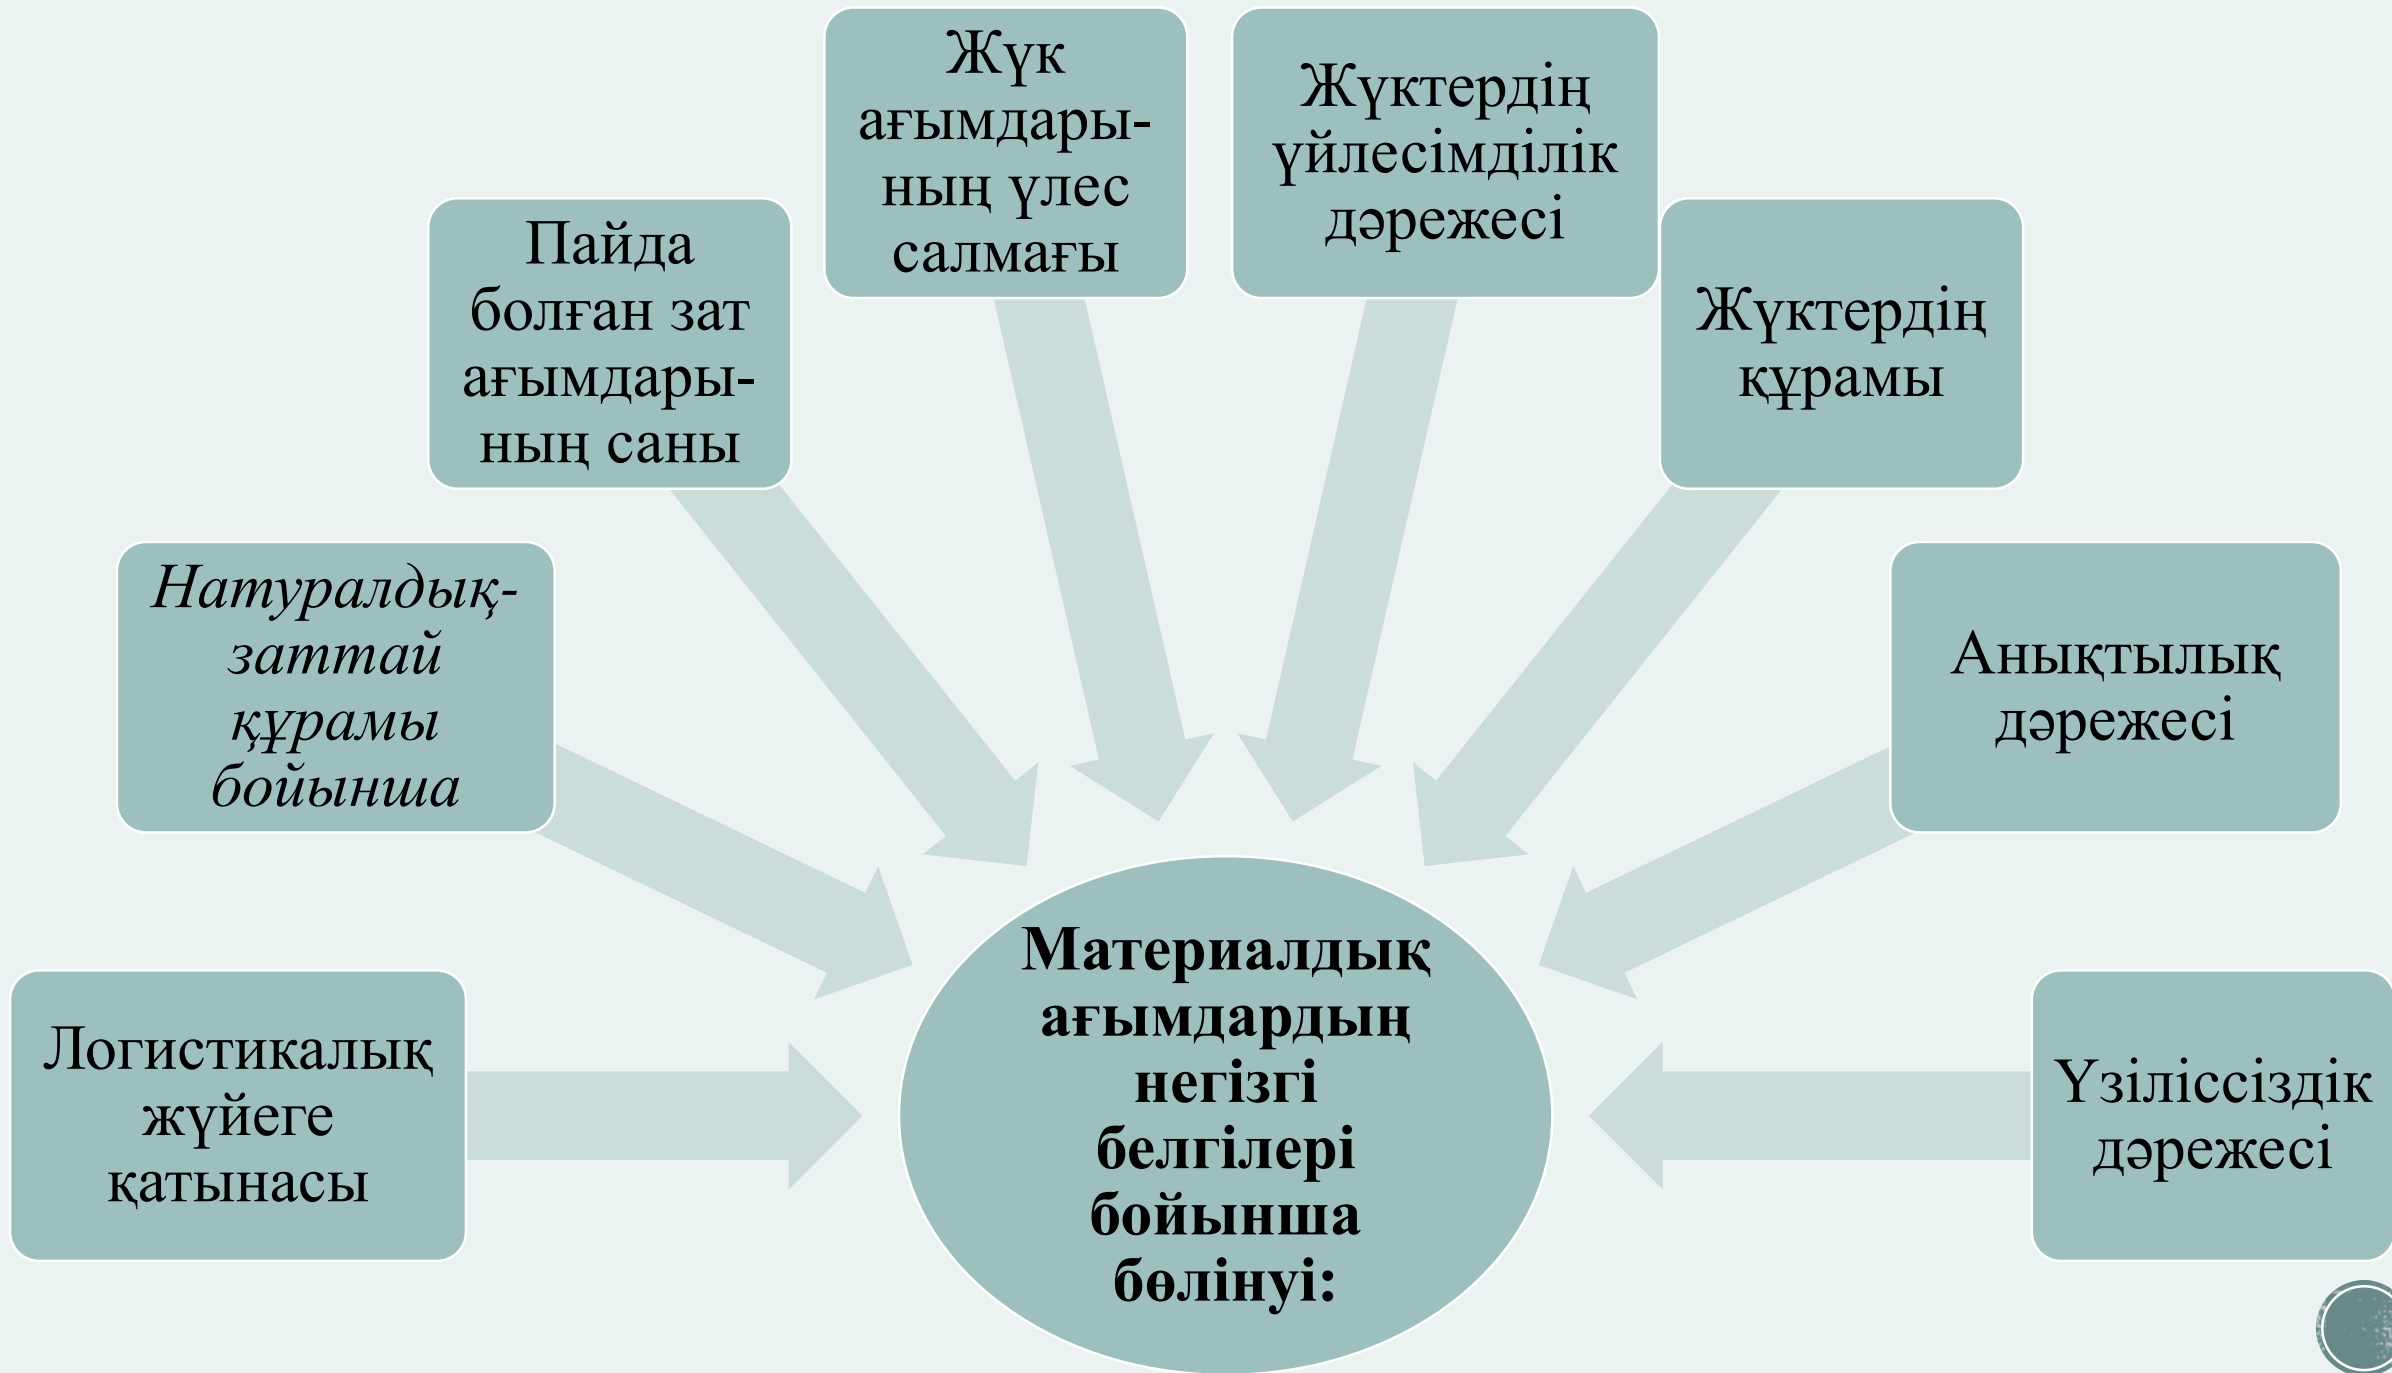 Жүк
ағымдары-
ның үлес
салмағы
Жүктердің
үйлесімділік
дәрежесі
Пайда
болған зат
ағымдары-
ның саны
Жүктердің
құрамы
Натуралдық-
заттай
құрамы
бойынша
Анықтылық
дәрежесі
Логистикалық
жүйеге
қатынасы
Материалдық
ағымдардың
негізгі
белгілері
бойынша
бөлінуі:
Үзіліссіздік
дәрежесі